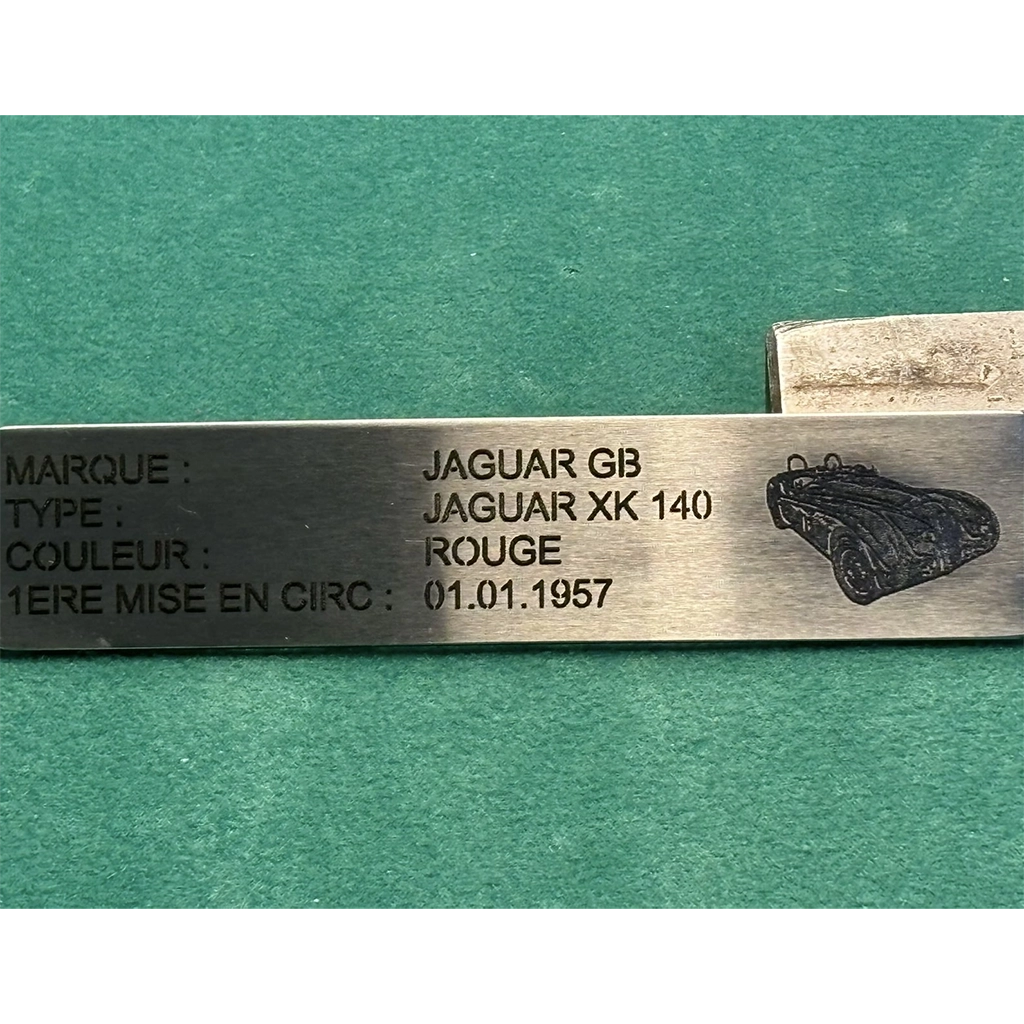 MARQUE : JAGUAR GB
TYPE : JAGUAR XK 140
COULEUR : ROUGE
1ERE MISE EN CIRC : 01.01.1957